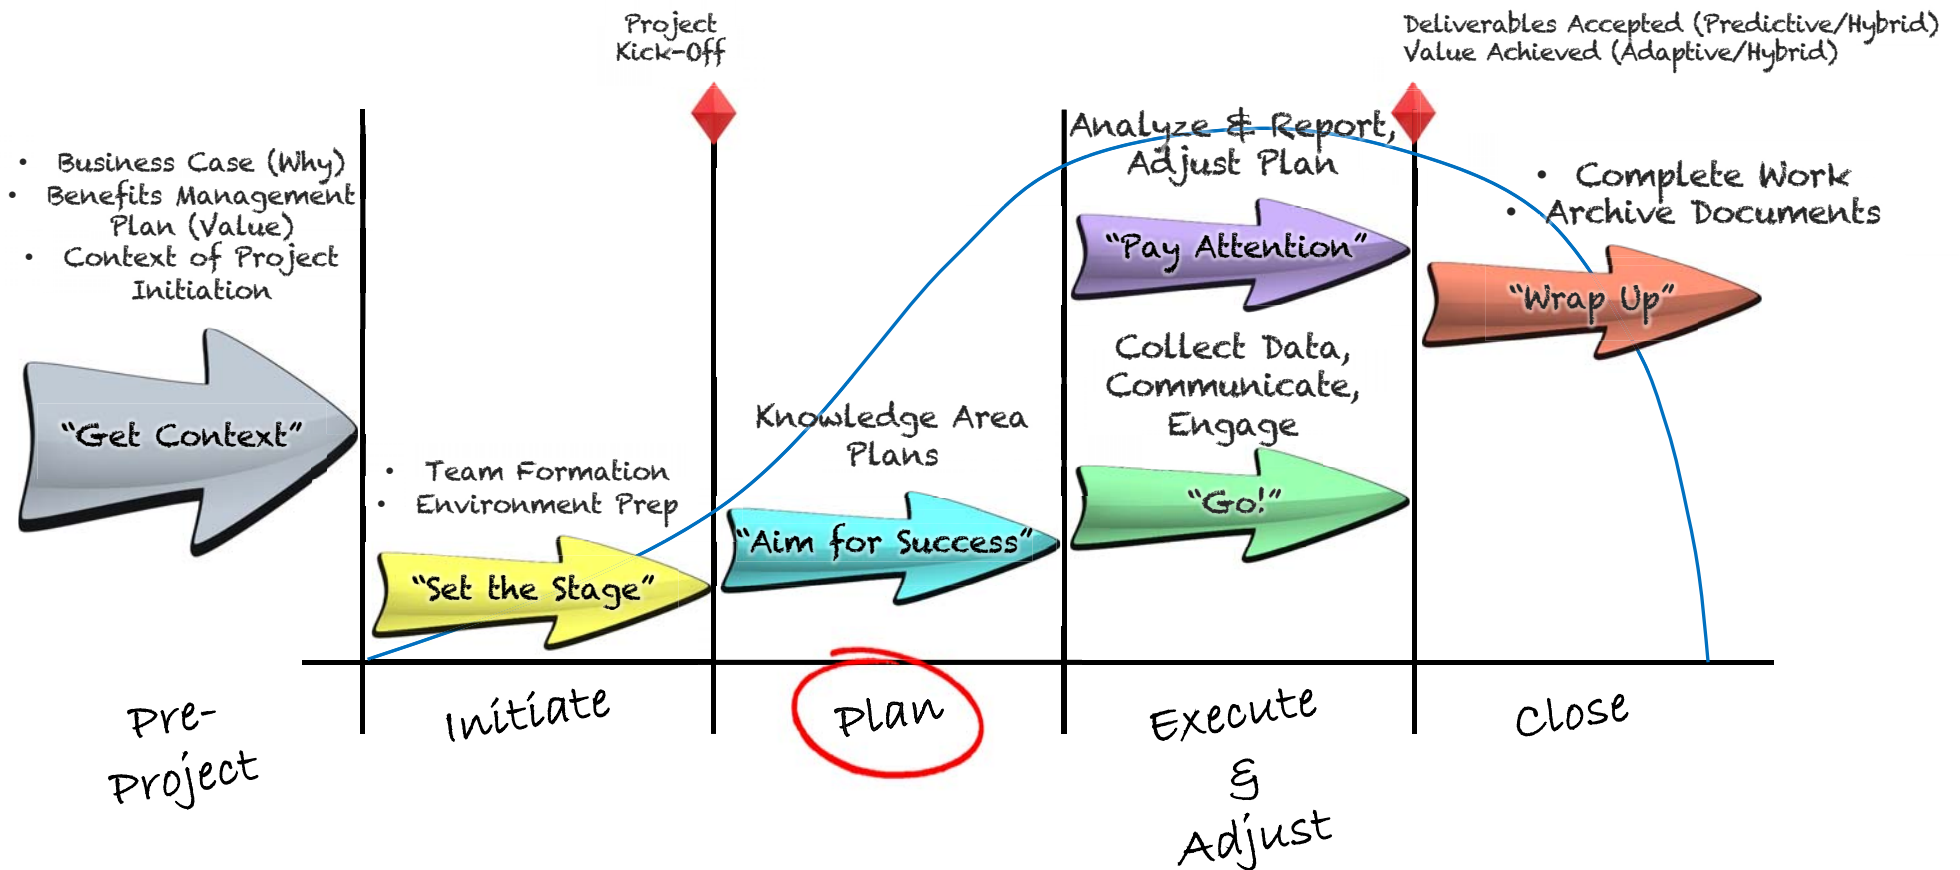 Project
Kick-Off
Deliverables Accepted (Predictive/Hybrid)
Value Achieved (Adaptive/Hybrid)
• Business Case (Why)
• Benefits Management
Plan (Value)
• Context of Project
Initiation
"Get Context"
• Team Formation
• Environment Prep
"Set the Stage"
Knowledge Area
Plans
"Aim for Success"
Analyze & Report,
Adjust Plan
"Pay Attention"
Collect Data,
Communicate,
Engage
"Go!"
• Complete Work
• Archive Documents
"Wrap Up"
Pre-
Project
Initiate
Plan
Execute
&
Adjust
Close